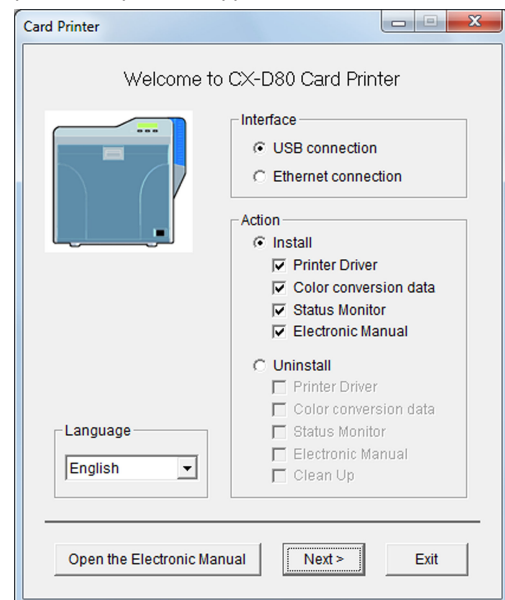 Card Printer
Welcome to CX-D80 Card Printer
Interface
USB connection
Ethernet connection
Action
Install
Printer Driver
Color conversion data
Status Monitor
Electronic Manual
Uninstall
Printer Driver
Color conversion data
Status Monitor
Electronic Manual
Clean Up
Language
English
Open the Electronic Manual
Next >
Exit